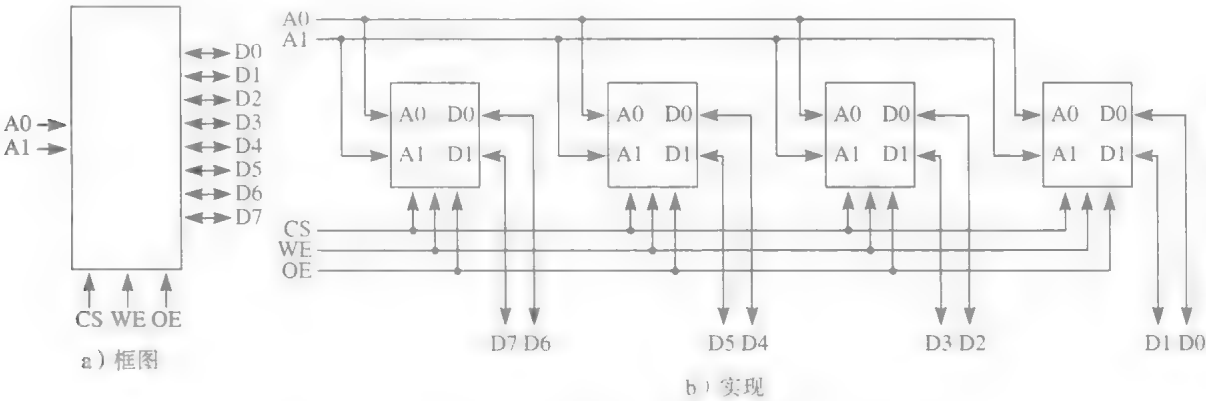 A0
A1
D0
D1
D2
D3
D4
D5
D6
D7
CS WE OE
a）框图
A0
A1
A0 D0
A1 D1
A0 D0
A1 D1
A0 D0
A1 D1
A0 D0
A1 D1
CS
WE
OE
D7 D6
D5 D4
D3 D2
D1 D0
b）实现